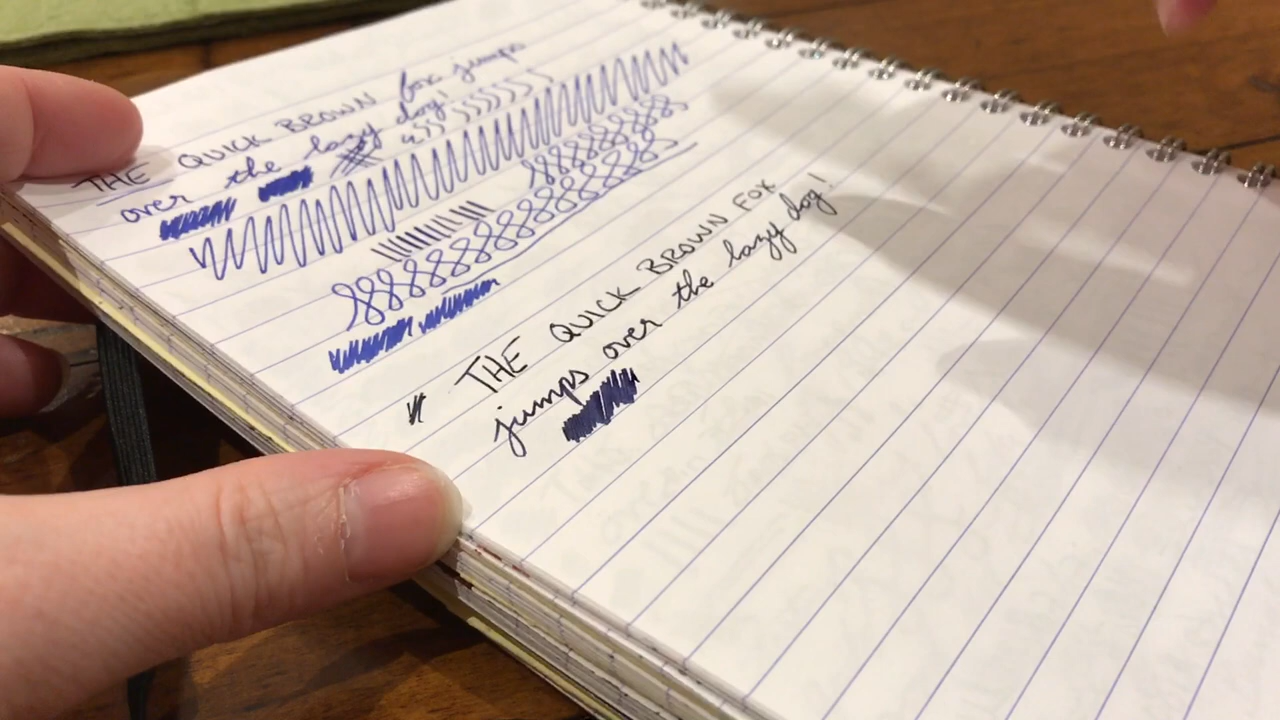 THE QUICK BROWN fox jumps
over the lazy dog!
THE QUICK BROWN FOX
jumps over the lazy dog!